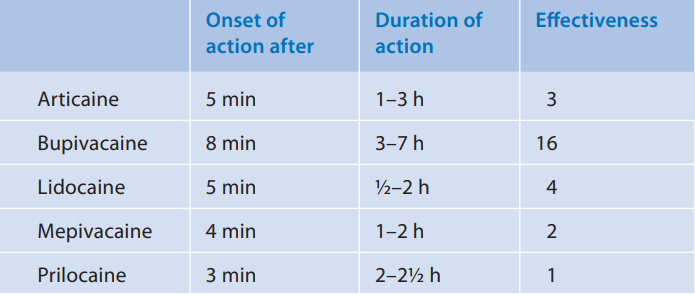 Onset of action after Duration of action Effectiveness
Articaine 5 min 1–3 h 3
Bupivacaine 8 min 3–7 h 16
Lidocaine 5 min ½–2 h 4
Mepivacaine 4 min 1–2 h 2
Prilocaine 3 min 2–2½ h 1